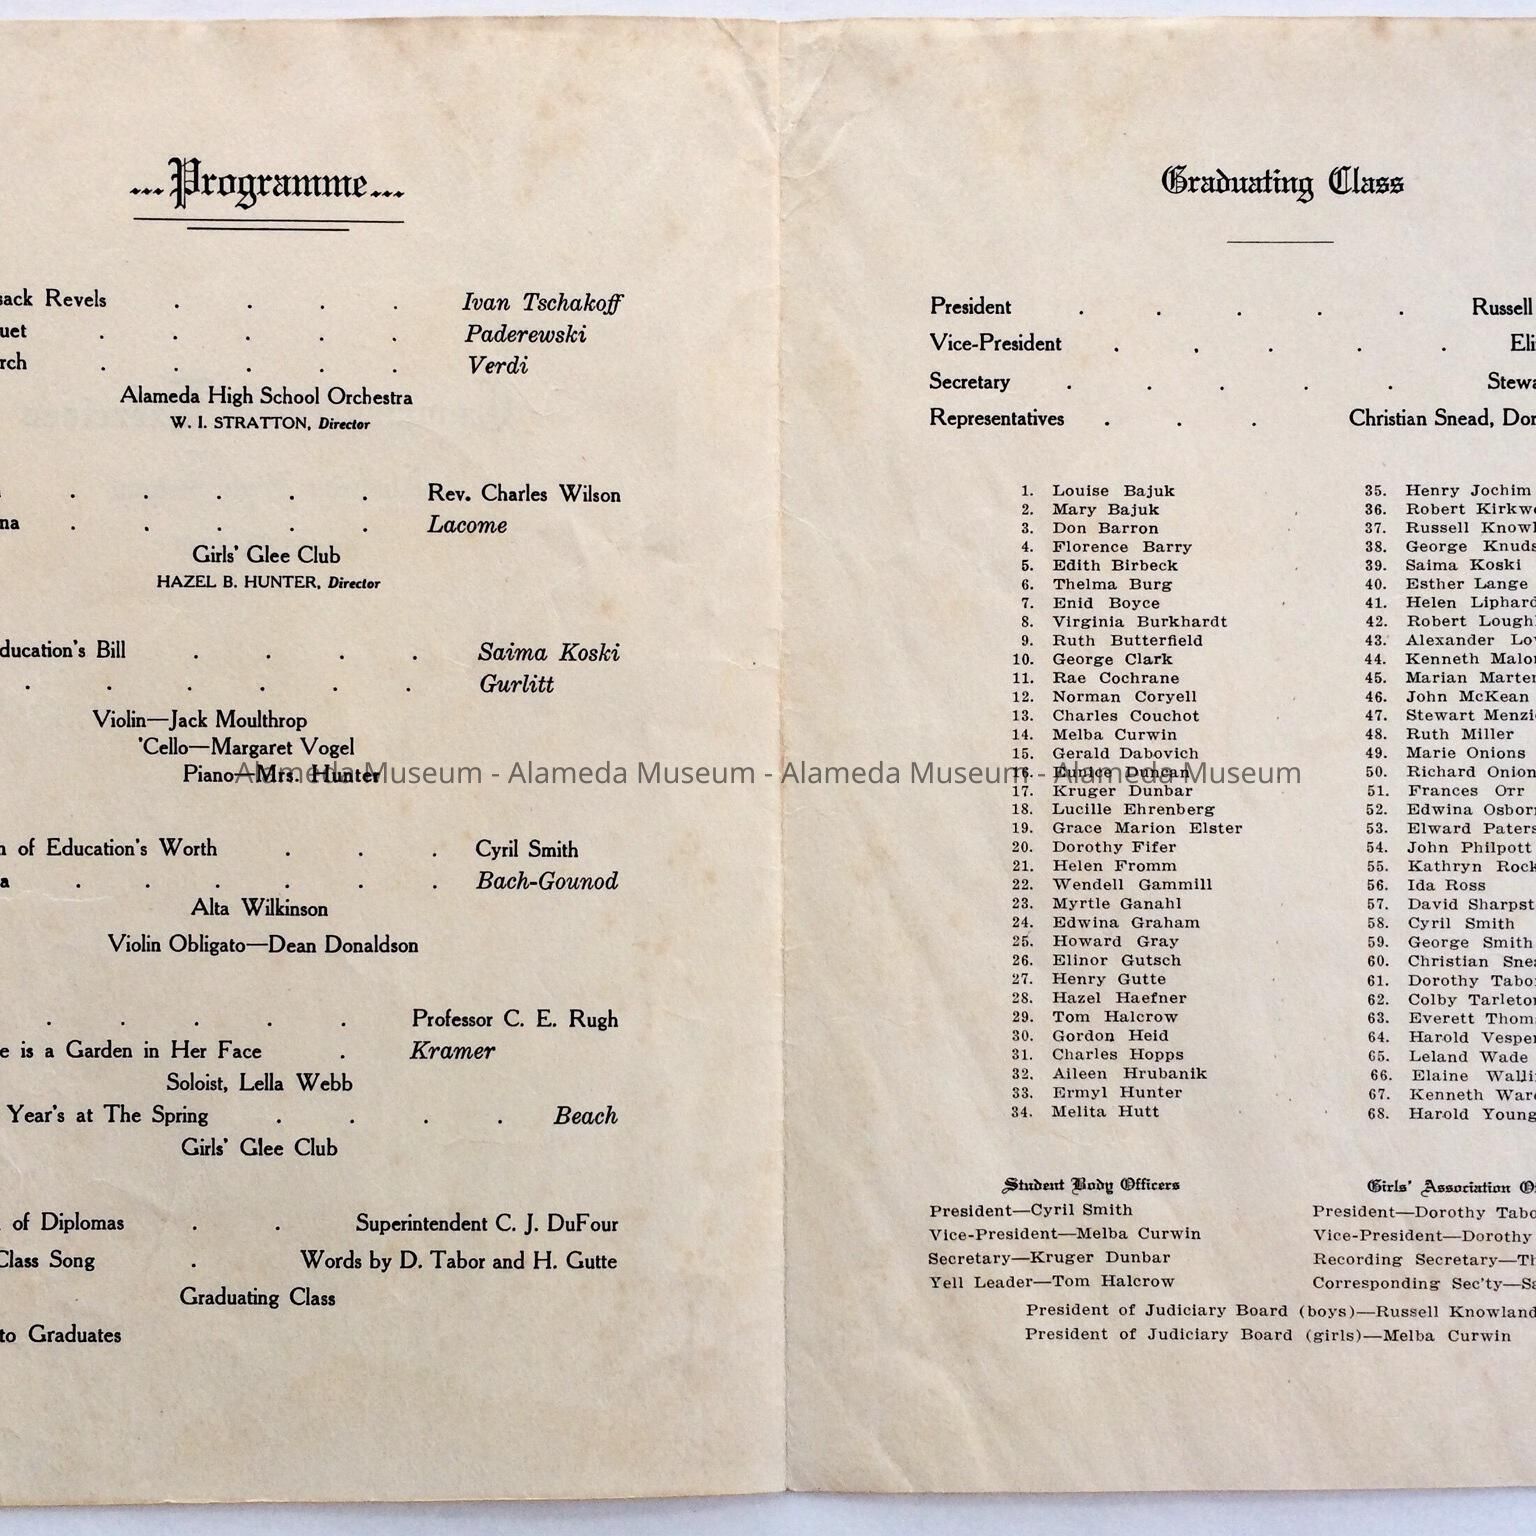 ...Programme...
sack Revels . . . . Ivan Tschakoff
uet . . . . . Paderewski
rch . . . . . Verdi
Alameda High School Orchestra
W. I. STRATTON, Director
. . . . . Rev. Charles Wilson
na . . . . . Lacome
Girls' Glee Club
HAZEL B. HUNTER, Director
ducation's Bill . . . . Saima Koski
. . . . . . Gurlitt
Violin—Jack Moulthrop
'Cello—Margaret Vogel
Piano—Mrs. Hunter
n of Education's Worth . . . Cyril Smith
a . . . . . . Bach-Gounod
Alta Wilkinson
Violin Obligato—Dean Donaldson
. . . . . Professor C. E. Rugh
e is a Garden in Her Face . Kramer
Soloist, Lella Webb
Year's at The Spring . . . . Beach
Girls' Glee Club
of Diplomas . . Superintendent C. J. DuFour
Class Song . Words by D. Tabor and H. Gutte
Graduating Class
to Graduates
Graduating Class
President . . . . . Russell
Vice-President . . . . . Eli
Secretary . . . . . Stewa
Representatives . . . Christian Snead, Dor
1. Louise Bajuk
2. Mary Bajuk
3. Don Barron
4. Florence Barry
5. Edith Birbeck
6. Thelma Burg
7. Enid Boyce
8. Virginia Burkhardt
9. Ruth Butterfield
10. George Clark
11. Rae Cochrane
12. Norman Coryell
13. Charles Couchot
14. Melba Curwin
15. Gerald Dabovich
16. Eunice Duncan
17. Kruger Dunbar
18. Lucille Ehrenberg
19. Grace Marion Elster
20. Dorothy Fifer
21. Helen Fromm
22. Wendell Gammill
23. Myrtle Ganahl
24. Edwina Graham
25. Howard Gray
26. Elinor Gutsch
27. Henry Gutte
28. Hazel Haefner
29. Tom Halcrow
30. Gordon Heid
31. Charles Hopps
32. Aileen Hrubanik
33. Ermyl Hunter
34. Melita Hutt
35. Henry Jochim
36. Robert Kirkwo
37. Russell Knowl
38. George Knuds
39. Saima Koski
40. Esther Lange
41. Helen Liphard
42. Robert Lough
43. Alexander Lo
44. Kenneth Malo
45. Marian Marte
46. John McKean
47. Stewart Menzi
48. Ruth Miller
49. Marie Onions
50. Richard Onion
51. Frances Orr
52. Edwina Osbor
53. Elward Paters
54. John Philpott
55. Kathryn Rock
56. Ida Ross
57. David Sharpst
58. Cyril Smith
59. George Smith
60. Christian Snea
61. Dorothy Tabo
62. Colby Tarleto
63. Everett Thom
64. Harold Vesper
65. Leland Wade
66. Elaine Walli
67. Kenneth Ward
68. Harold Young
Student Body Officers
President—Cyril Smith
Vice-President—Melba Curwin
Secretary—Kruger Dunbar
Yell Leader—Tom Halcrow
Girls' Association O
President—Dorothy Tabo
Vice-President—Dorothy
Recording Secretary—Th
Corresponding Sec'ty—Sa
President of Judiciary Board (boys)—Russell Knowland
President of Judiciary Board (girls)—Melba Curwin
Alameda Museum - Alameda Museum - Alameda Museum - Alameda Museum